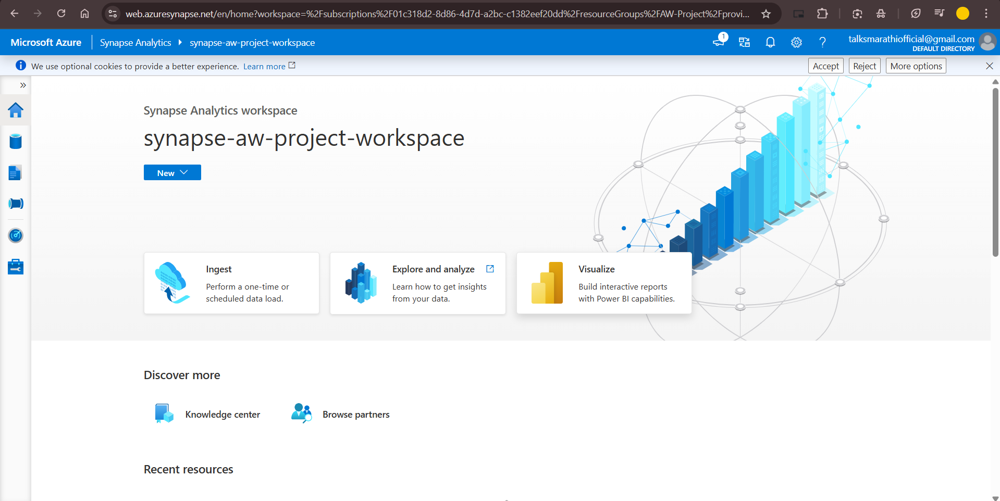 web.azuresynapse.net/en/home?workspace=%2Fsubscriptions%2F01c318d2-8d86-4d7d-a2bc-c1382eef20dd%2FresourceGroups%2FAW-Project%2Fprovi...
Microsoft Azure
Synapse Analytics
synapse-aw-project-workspace
1
talksmarathiofficial@gmail.com
DEFAULT DIRECTORY
We use optional cookies to provide a better experience. Learn more
Accept
Reject
More options
Synapse Analytics workspace
synapse-aw-project-workspace
New
Ingest
Perform a one-time or
scheduled data load.
Explore and analyze
Learn how to get insights
from your data.
Visualize
Build interactive reports
with Power BI capabilities.
Discover more
Knowledge center
Browse partners
Recent resources